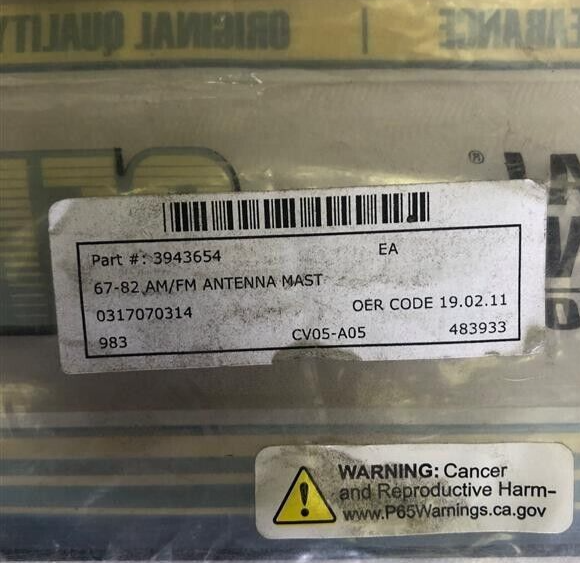 ORIGINAL QUALITY | 
EARANCE
®
Part #: 3943654 EA
67-82 AM/FM ANTENNA MAST
0317070314 OER CODE 19.02.11
983 CV05-A05 483933
WARNING: Cancer
and Reproductive Harm-
www.P65Warnings.ca.gov